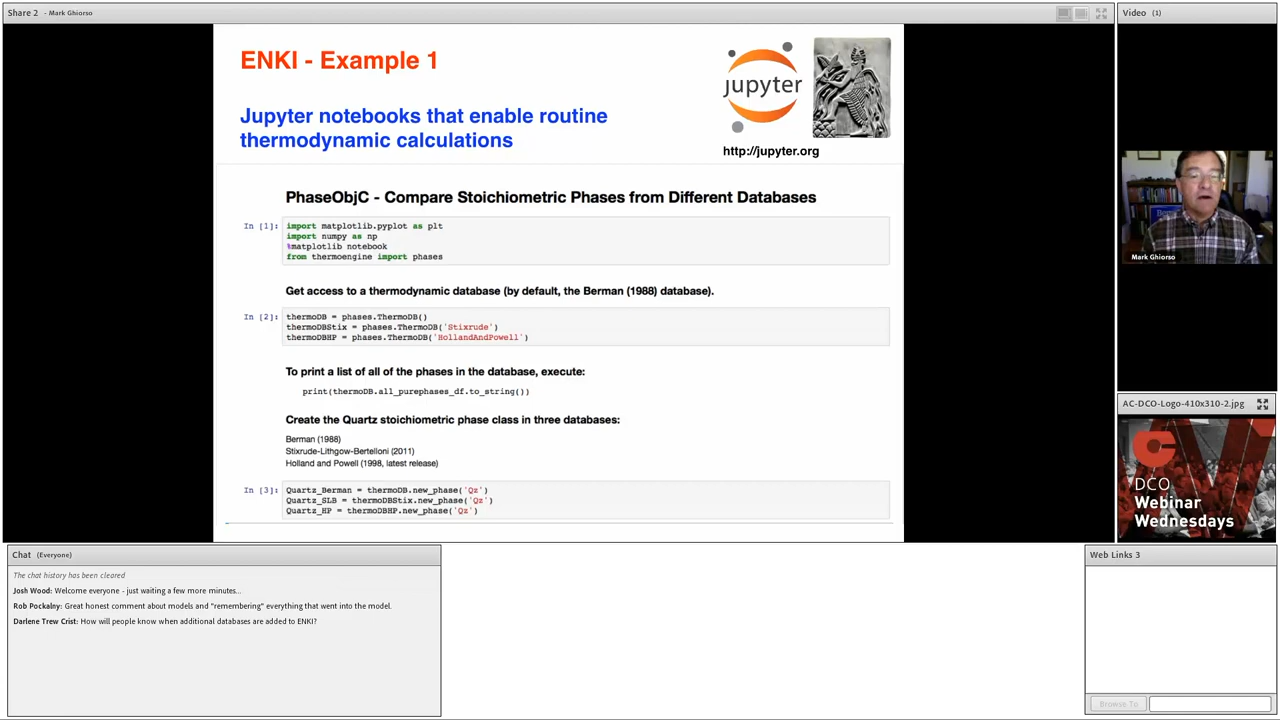 Share 2 - Mark Ghiorso
ENKI - Example 1
Jupyter notebooks that enable routine
thermodynamic calculations
jupyter
http://jupyter.org
PhaseObjC - Compare Stoichiometric Phases from Different Databases
In [1]: import matplotlib.pyplot as plt
import numpy as np
%matplotlib notebook
from thermoengine import phases
Get access to a thermodynamic database (by default, the Berman (1988) database).
In [2]: thermoDB = phases.ThermoDB()
thermoDBStix = phases.ThermoDB('Stixrude')
thermoDBHP = phases.ThermoDB('HollandAndPowell')
To print a list of all of the phases in the database, execute:
print(thermoDB.all_purephases_df.to_string())
Create the Quartz stoichiometric phase class in three databases:
Berman (1988)
Stixrude-Lithgow-Bertelloni (2011)
Holland and Powell (1998, latest release)
In [3]: Quartz_Berman = thermoDB.new_phase('Qz')
Quartz_SLB = thermoDBStix.new_phase('Qz')
Quartz_HP = thermoDBHP.new_phase('Qz')
Video (1)
Mark Ghiorso
AC-DCO-Logo-410x310-2.jpg
DCO
Webinar
Wednesdays
Chat (Everyone)
The chat history has been cleared
Josh Wood: Welcome everyone - just waiting a few more minutes...
Rob Pockalny: Great honest comment about models and "remembering" everything that went into the model.
Darlene Trew Crist: How will people know when additional databases are added to ENKI?
Web Links 3
Browse To